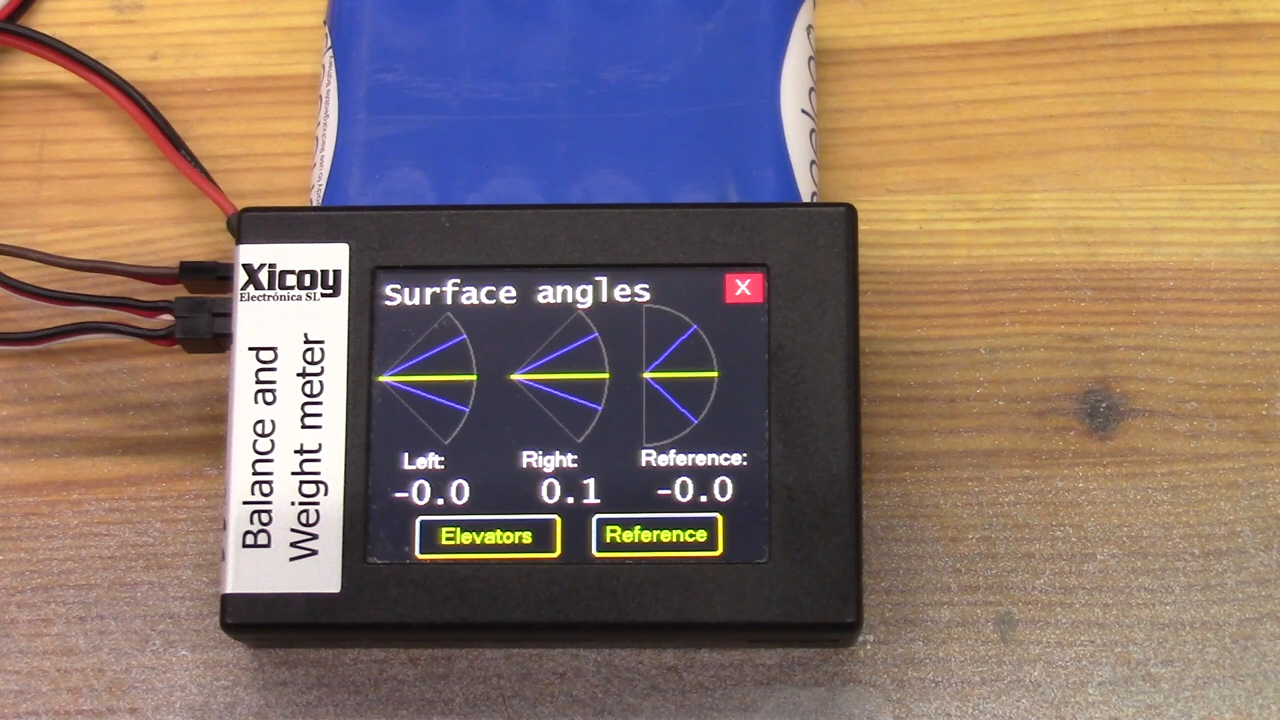 Xicoy
Electrónica SL
Balance and
Weight meter
Surface angles
X
Left:
Right:
Reference:
-0.0
0.1
-0.0
Elevators
Reference